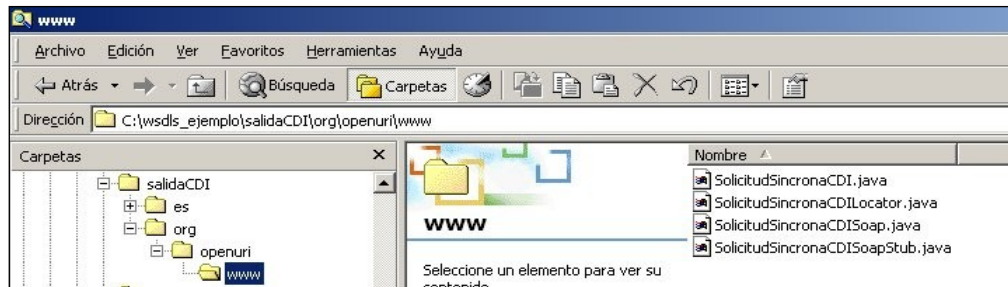 www
Archivo Edición Ver Favoritos Herramientas Ayuda
Atrás Búsqueda Carpetas
Dirección C:\wsdls_ejemplo\salidaCDI\org\openuri\www
Carpetas
salidaCDI
es
org
openuri
www
www
Seleccione un elemento para ver su
contenido
Nombre
SolicitudSincronaCDI.java
SolicitudSincronaCDILocator.java
SolicitudSincronaCDISoap.java
SolicitudSincronaCDISoapStub.java